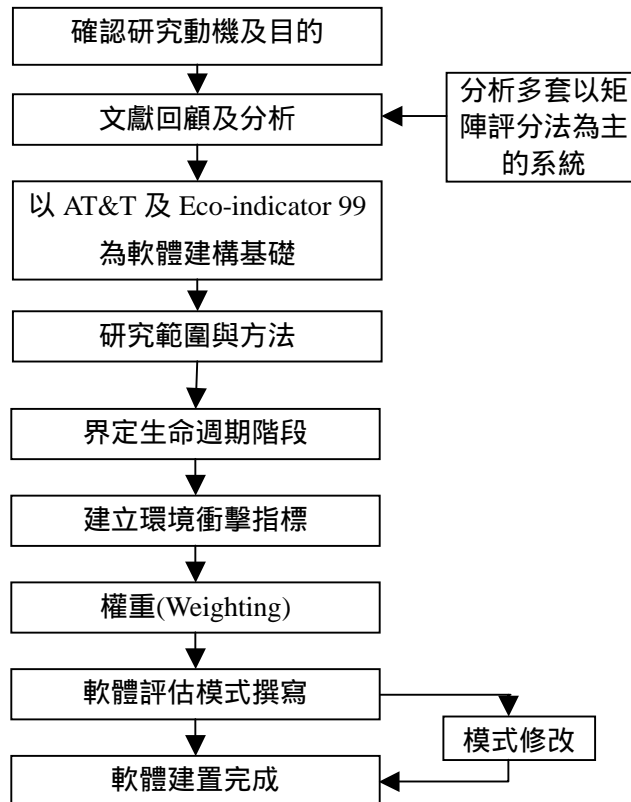 確認研究動機及目的
文獻回顧及分析
分析多套以矩
陣評分法為主
的系統
以 AT&T 及 Eco-indicator 99
為軟體建構基礎
研究範圍與方法
界定生命週期階段
建立環境衝擊指標
權重(Weighting)
軟體評估模式撰寫
模式修改
軟體建置完成